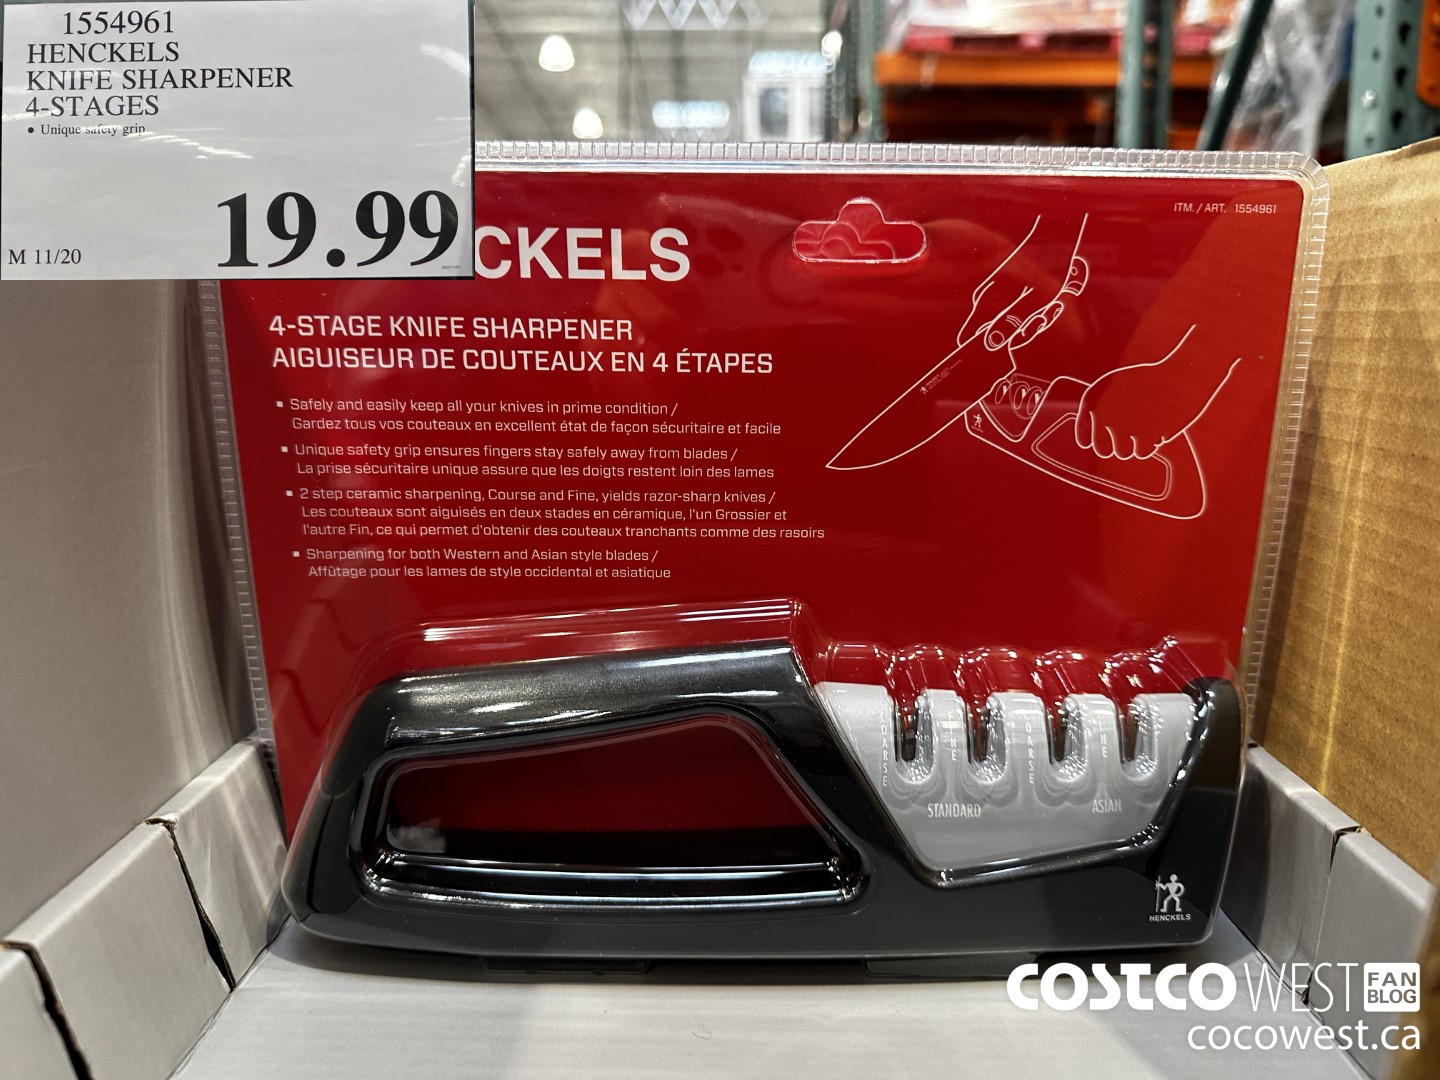 1554961
HENCKELS
KNIFE SHARPENER
4-STAGES
• Unique safety grip
19.99
M 11/20
CKELS
ITM. / ART. 1554961
4-STAGE KNIFE SHARPENER
AIGUISEUR DE COUTEAUX EN 4 ÉTAPES
▪ Safely and easily keep all your knives in prime condition /
Gardez tous vos couteaux en excellent état de façon sécuritaire et facile
▪ Unique safety grip ensures fingers stay safely away from blades /
La prise sécuritaire unique assure que les doigts restent loin des lames
▪ 2 step ceramic sharpening, Course and Fine, yields razor-sharp knives /
Les couteaux sont aiguisés en deux stades en céramique, l'un Grossier et
l'autre Fin, ce qui permet d'obtenir des couteaux tranchants comme des rasoirs
▪ Sharpening for both Western and Asian style blades /
Affûtage pour les lames de style occidental et asiatique
COARSE
FINE
COARSE
FINE
STANDARD
ASIAN
HENCKELS
COSTCO WEST FAN BLOG
cocowest.ca